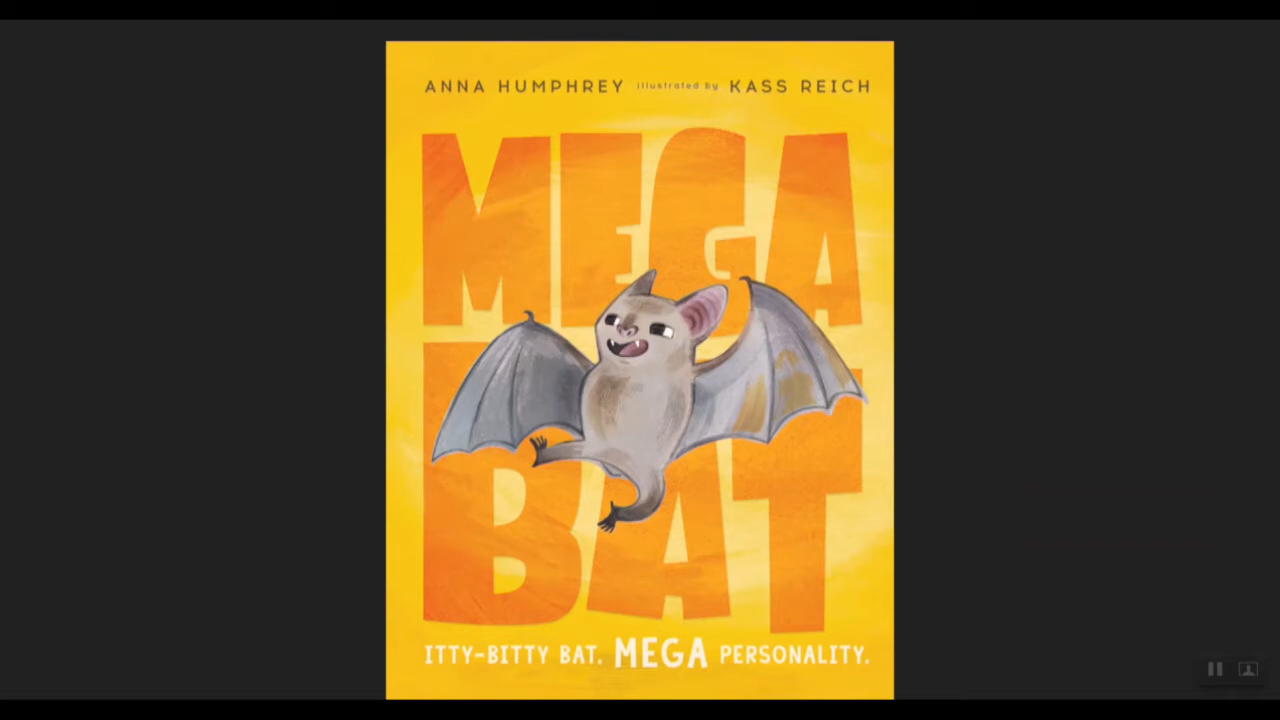 ANNA HUMPHREY illustrated by KASS REICH
MEGA
BAT
ITTY-BITTY BAT. MEGA PERSONALITY.